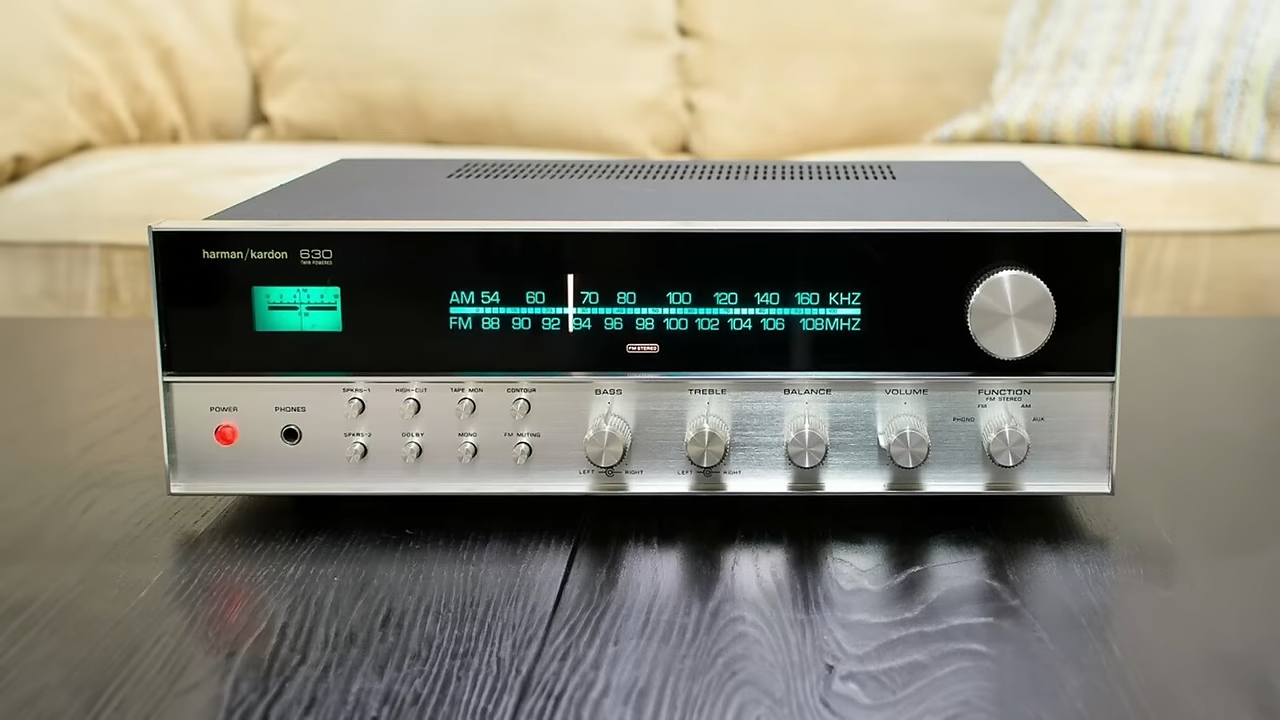 harman/kardon 630
TWIN POWERED
AM 54 60 70 80 100 120 140 160 KHZ
FM 88 90 92 94 96 98 100 102 104 106 108 MHZ
FM STEREO
SPKRS-1 HIGH-CUT TAPE MON CONTOUR
BASS TREBLE BALANCE VOLUME FUNCTION
FM STEREO
FM AM
POWER PHONES
PHONO AUX
SPKRS-2 DOLBY MONO FM MUTING
LEFT RIGHT LEFT RIGHT